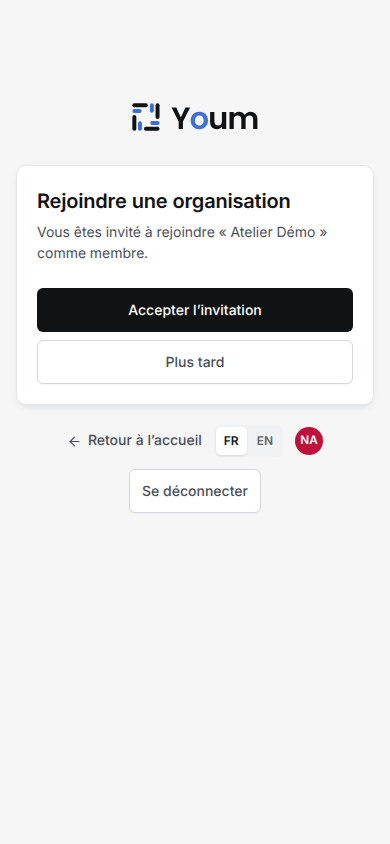 Youm
Rejoindre une organisation
Vous êtes invité à rejoindre « Atelier Démo »
comme membre.
Accepter l’invitation
Plus tard
← Retour à l’accueil FR EN NA
Se déconnecter